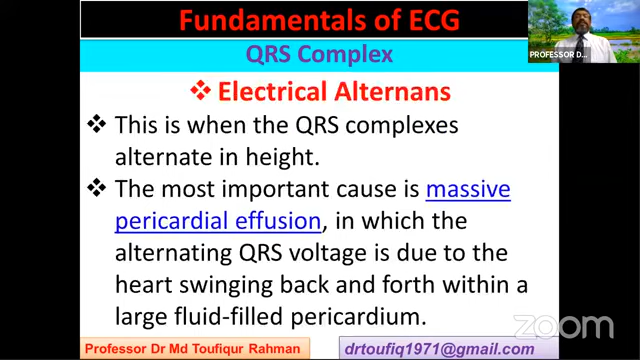 Fundamentals of ECG
QRS Complex
PROFESSOR D...
❖ Electrical Alternans
❖ This is when the QRS complexes
alternate in height.
❖ The most important cause is massive
pericardial effusion, in which the
alternating QRS voltage is due to the
heart swinging back and forth within a
large fluid-filled pericardium.
zoom
Professor Dr Md Toufiqur Rahman
drtoufiq1971@gmail.com